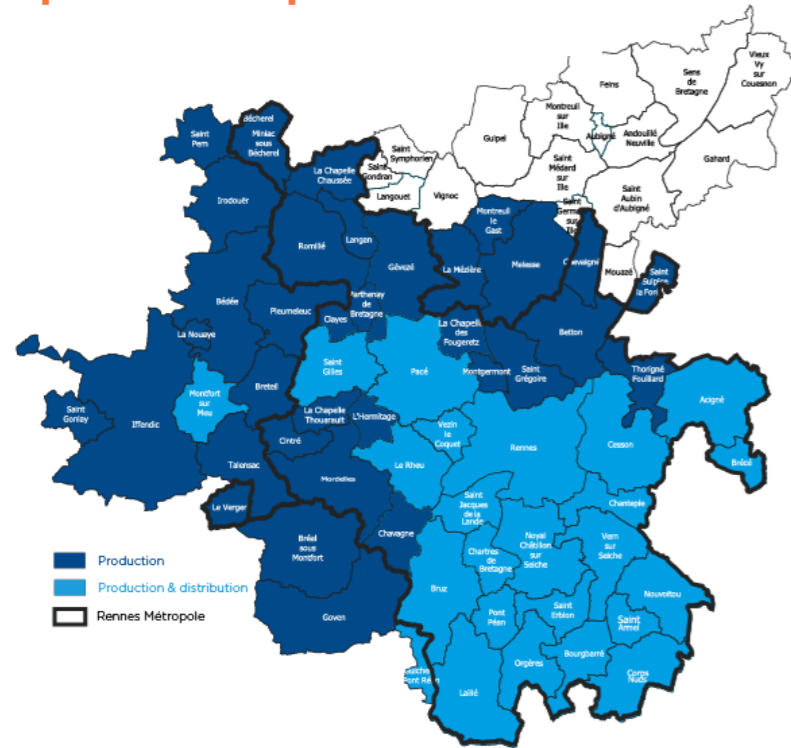 Vieux
Vy
sur
Couesnon
Sens
de
Bretagne
Feins
Montreuil
sur
Ille
Guipel
Aubigné
Andouillé
Neuville
Gahard
Saint
Pern
Bécherel
Miniac
sous
Bécherel
Saint
Symphorien
Saint
Gondran
Langouet
Vignoc
Saint
Médard
sur
Ille
Saint
Germ
sur
Ille
Saint
Aubin
d'Aubigné
Mouazé
La Chapelle
Chaussée
Irodouër
Romillé
Langan
Gévezé
Montreuil
le
Gast
La Mézière
Melesse
Chevaigné
Saint
Sulpice
la Forê
Bédée
Pleumeleuc
Parthenay
de
Bretagne
Clayes
La Chapelle
des
Fougeretz
Betton
La Nouaye
Saint
Gilles
Pacé
Montgermont
Saint
Grégoire
Thorigné
Fouillard
Acigné
Montfort
sur
Meu
Breteil
La Chapelle
Thouarault
L'Hermitage
Vezin
le
Coquet
Saint
Gonlay
Iffendic
Cintré
Rennes
Cesson
Brécé
Talensac
Mordelles
Le Rheu
Chantepie
Le Verger
Saint
Jacques
de la
Lande
Bréal
sous
Montfort
Chavagne
Chartres
de
Bretagne
Noyal
Châtillon
sur
Seiche
Vern
sur
Seiche
Production
Production & distribution
Rennes Métropole
Goven
Bruz
Pont
Péan
Saint
Erblon
Nouvoitou
Saint
Armel
Guichen
Pont Réan
Laillé
Orgères
Bourgbarré
Corps
Nuds